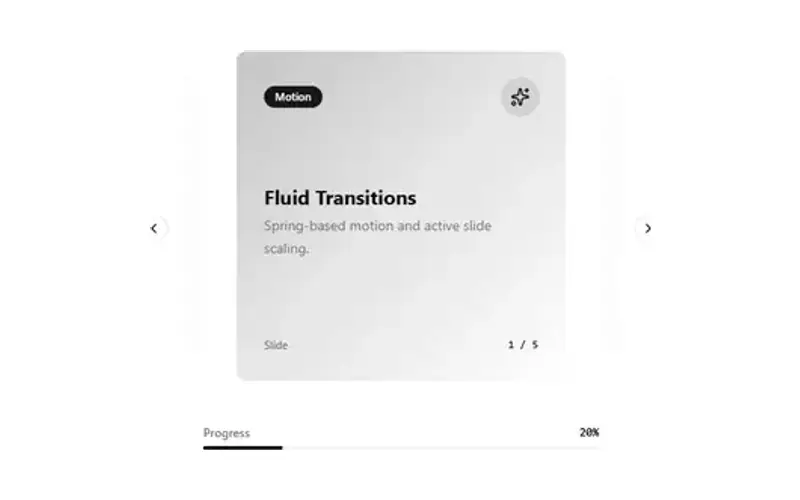 Motion
Fluid Transitions
Spring-based motion and active slide
scaling.
Slide
1 / 5
Progress
20%